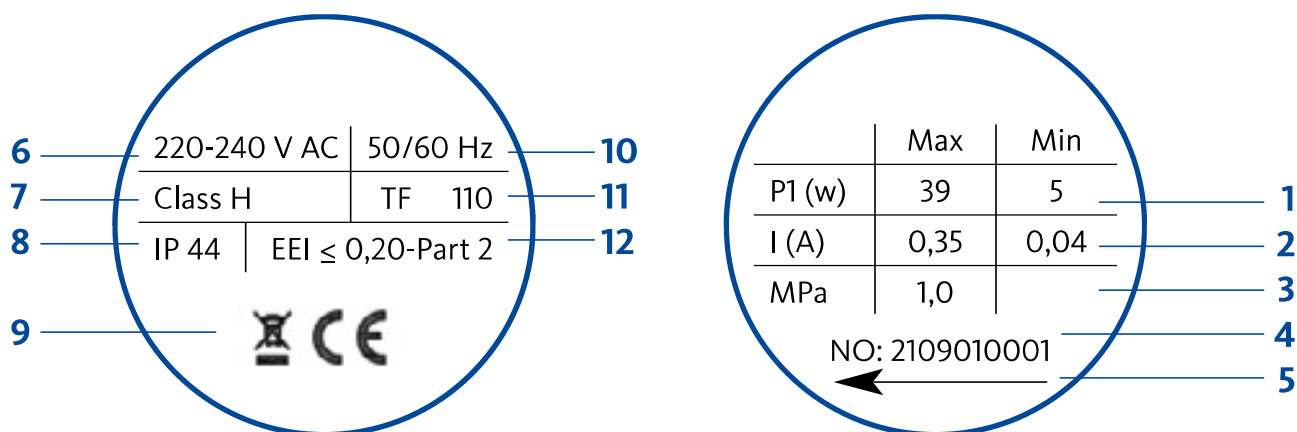 6 220-240 V AC 50/60 Hz 10
7 Class H TF 110 11
8 IP 44 EEI ≤ 0,20-Part 2 12
9 CE
Max Min
P1 (w) 39 5 1
I (A) 0,35 0,04 2
MPa 1,0 3
NO: 2109010001 4
5